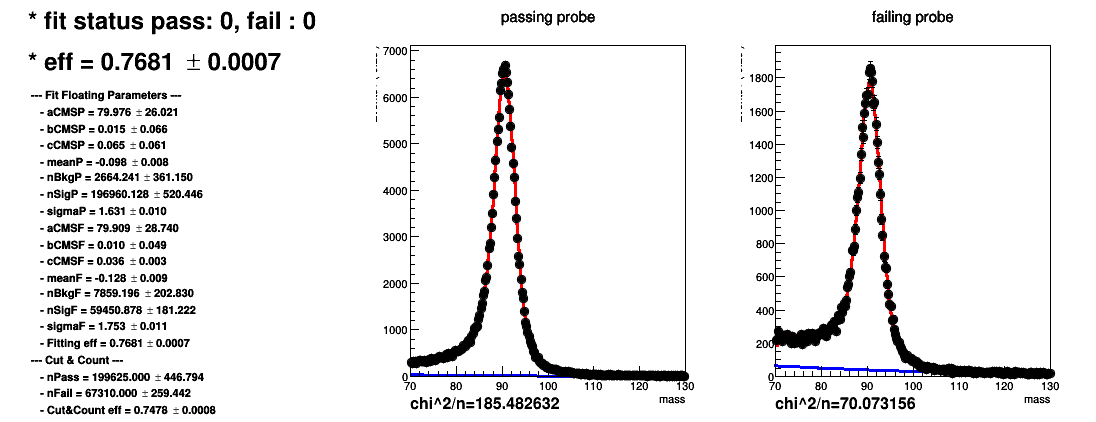 * fit status pass: 0, fail : 0
* eff = 0.7681 ± 0.0007
--- Fit Floating Parameters ---
- aCMSP = 79.976 ± 26.021
- bCMSP = 0.015 ± 0.066
- cCMSP = 0.065 ± 0.061
- meanP = -0.098 ± 0.008
- nBkgP = 2664.241 ± 361.150
- nSigP = 196960.128 ± 520.446
- sigmaP = 1.631 ± 0.010
- aCMSF = 79.909 ± 28.740
- bCMSF = 0.010 ± 0.049
- cCMSF = 0.036 ± 0.003
- meanF = -0.128 ± 0.009
- nBkgF = 7859.196 ± 202.830
- nSigF = 59450.878 ± 181.222
- sigmaF = 1.753 ± 0.011
- Fitting eff = 0.7681 ± 0.0007
--- Cut & Count ---
- nPass = 199625.000 ± 446.794
- nFail = 67310.000 ± 259.442
- Cut&Count eff = 0.7478 ± 0.0008
passing probe
7000
6000
5000
4000
3000
2000
1000
0
70 80 90 100 110 120 130
mass
chi^2/n=185.482632
failing probe
1800
1600
1400
1200
1000
800
600
400
200
0
70 80 90 100 110 120 130
mass
chi^2/n=70.073156